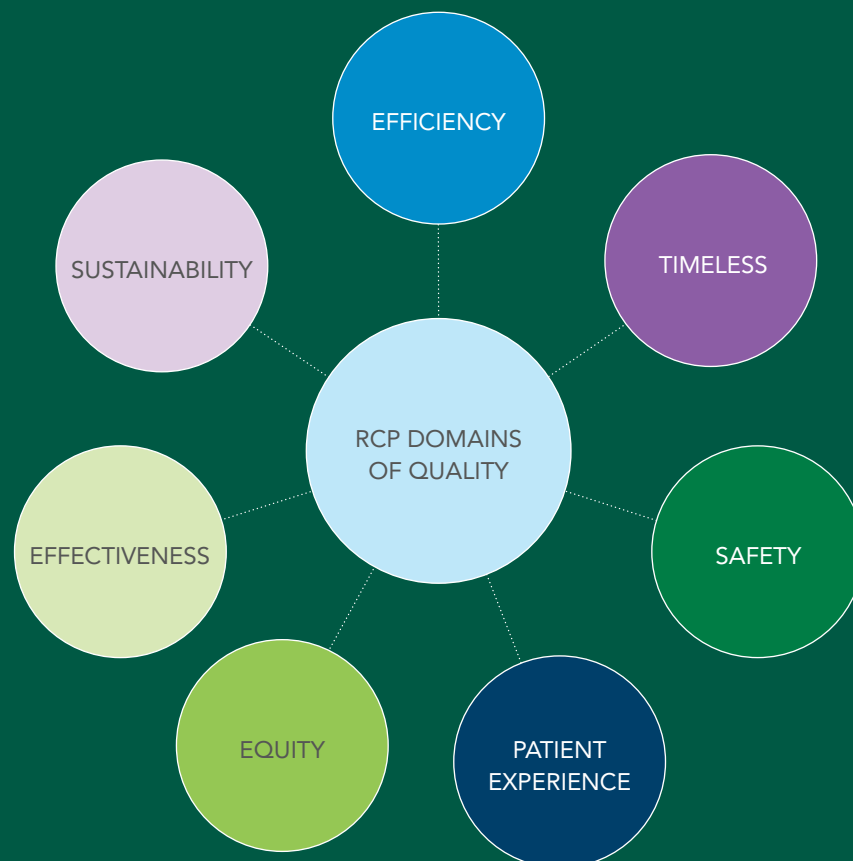 EFFICIENCY
TIMELESS
SUSTAINABILITY
RCP DOMAINS
OF QUALITY
EFFECTIVENESS
SAFETY
EQUITY
PATIENT
EXPERIENCE